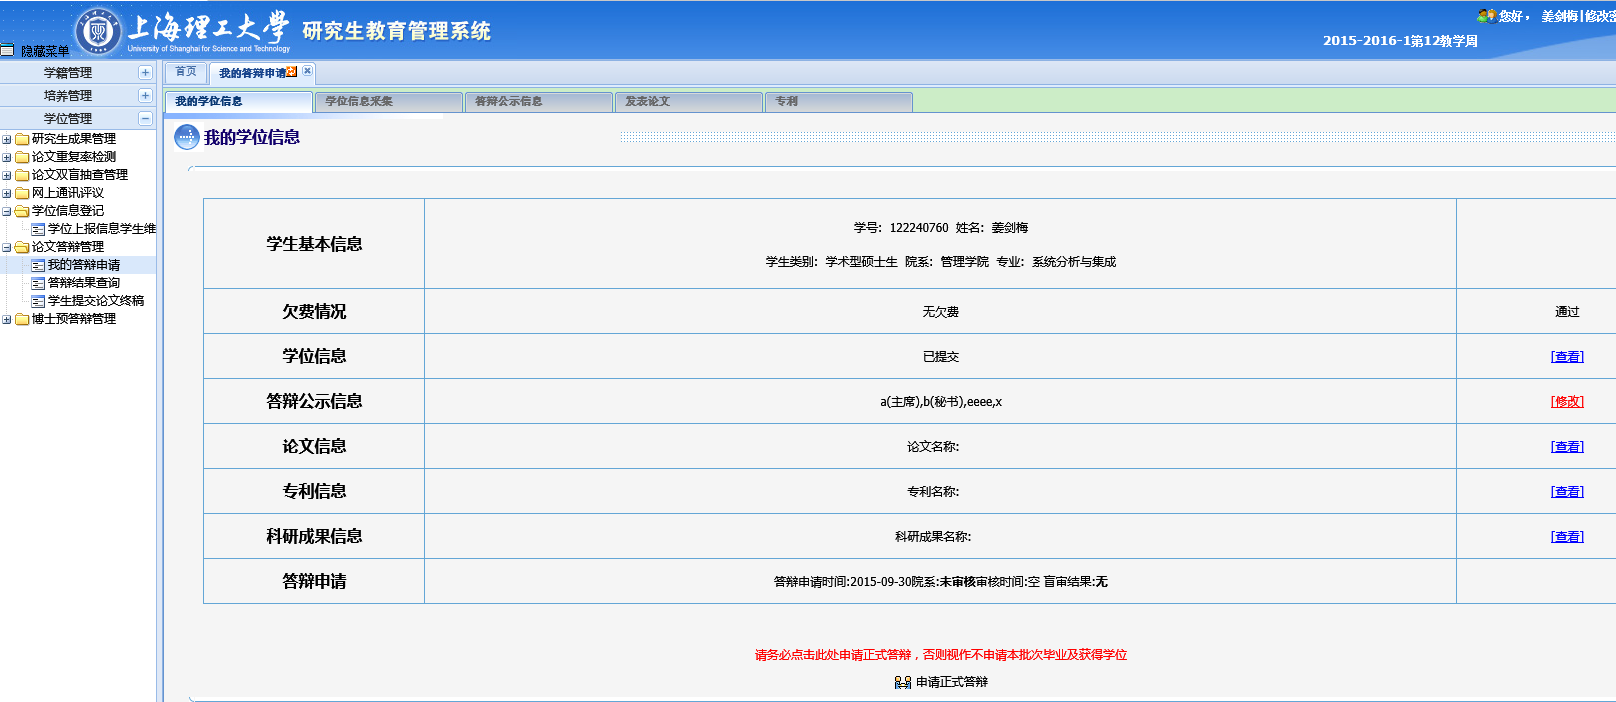 上海理工大学
University of Shanghai for Science and Technology
研究生教育管理系统
您好， 姜剑梅|修改密
2015-2016-1第12教学周
隐藏菜单
学籍管理
培养管理
学位管理
研究生成果管理
论文重复率检测
论文双盲抽查管理
网上通讯评议
学位信息登记
学位上报信息学生维
论文答辩管理
我的答辩申请
答辩结果查询
学生提交论文终稿
博士预答辩管理
首页 我的答辩申请
我的学位信息 学位信息采集 答辩公示信息 发表论文 专利
我的学位信息
学生基本信息
学号: 122240760 姓名: 姜剑梅
学生类别: 学术型硕士生 院系: 管理学院 专业: 系统分析与集成
欠费情况 无欠费 通过
学位信息 已提交 [查看]
答辩公示信息 a(主席),b(秘书),eeee,x [修改]
论文信息 论文名称: [查看]
专利信息 专利名称: [查看]
科研成果信息 科研成果名称: [查看]
答辩申请 答辩申请时间:2015-09-30院系:未审核审核时间:空 盲审结果:无
请务必点击此处申请正式答辩，否则视作不申请本批次毕业及获得学位
申请正式答辩